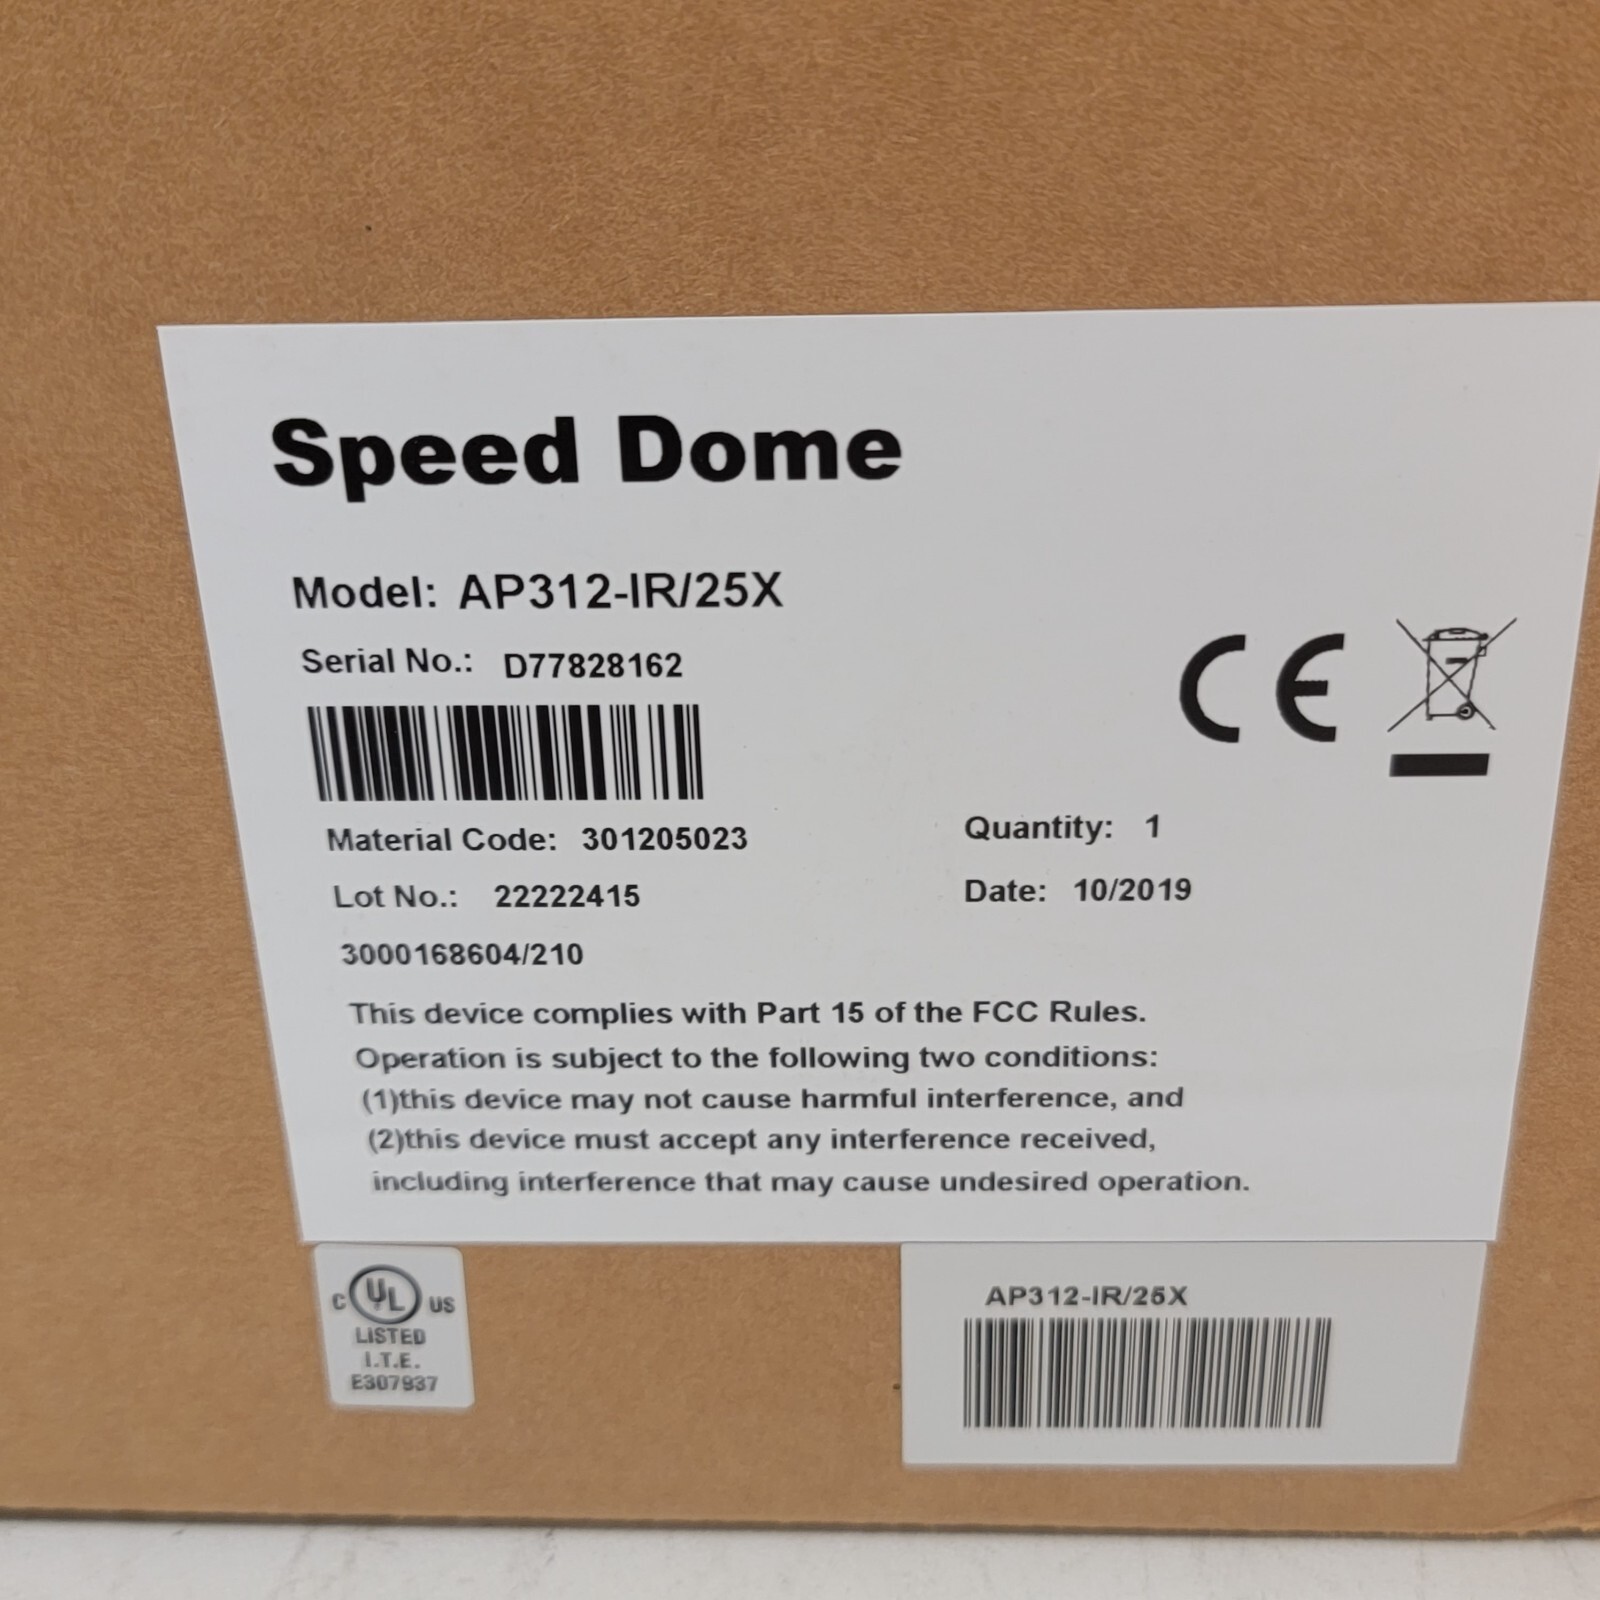 Speed Dome
Model: AP312-IR/25X
Serial No.: D77828162
CE
Material Code: 301205023
Quantity: 1
Lot No.: 22222415
Date: 10/2019
3000168604/210
This device complies with Part 15 of the FCC Rules.
Operation is subject to the following two conditions:
(1)this device may not cause harmful interference, and
(2)this device must accept any interference received,
including interference that may cause undesired operation.
C UL US
LISTED
I.T.E.
E307937
AP312-IR/25X